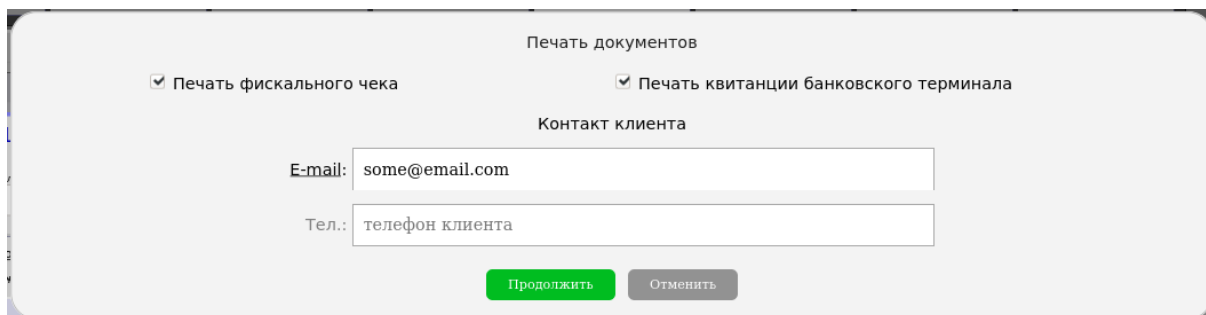 Печать документов
Печать фискального чека Печать квитанции банковского терминала
Контакт клиента
E-mail: some@email.com
Тел.: телефон клиента
Продолжить Отменить